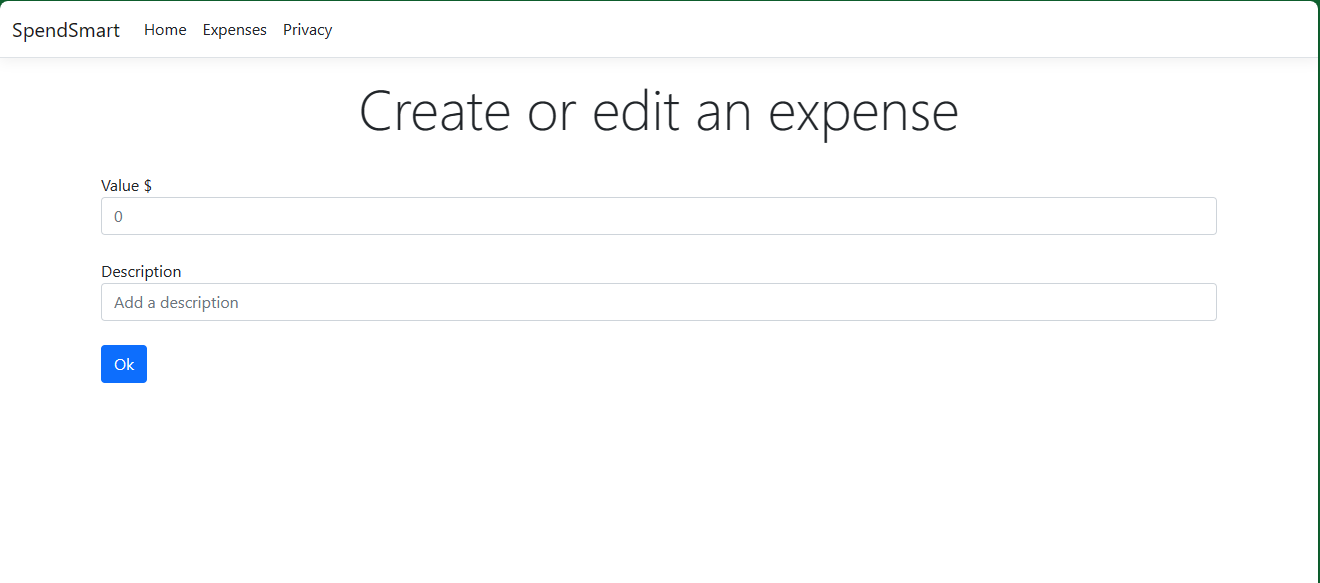 SpendSmart Home Expenses Privacy
Create or edit an expense
Value $
0
Description
Add a description
Ok